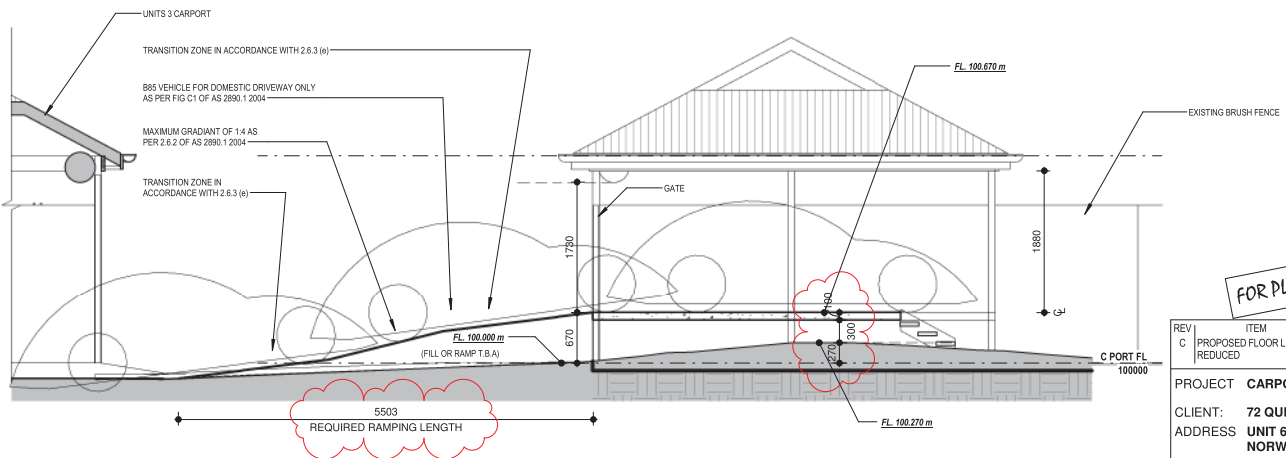 UNITS 3 CARPORT
TRANSITION ZONE IN ACCORDANCE WITH 2.6.3 (e)
B85 VEHICLE FOR DOMESTIC DRIVEWAY ONLY
AS PER FIG C1 OF AS 2890.1 2004
MAXIMUM GRADIANT OF 1:4 AS
PER 2.6.2 OF AS 2890.1 2004
TRANSITION ZONE IN
ACCORDANCE WITH 2.6.3 (e)
FL. 100.670 m
EXISTING BRUSH FENCE
GATE
1730
1880
670
100
300
270
FL. 100.000 m
(FILL OR RAMP T.B.A)
C PORT FL
100000
5503
REQUIRED RAMPING LENGTH
FL. 100.270 m
FOR PL
REV ITEM
C PROPOSED FLOOR L
REDUCED
PROJECT CARPO
CLIENT: 72 QU
ADDRESS UNIT 6
NORW